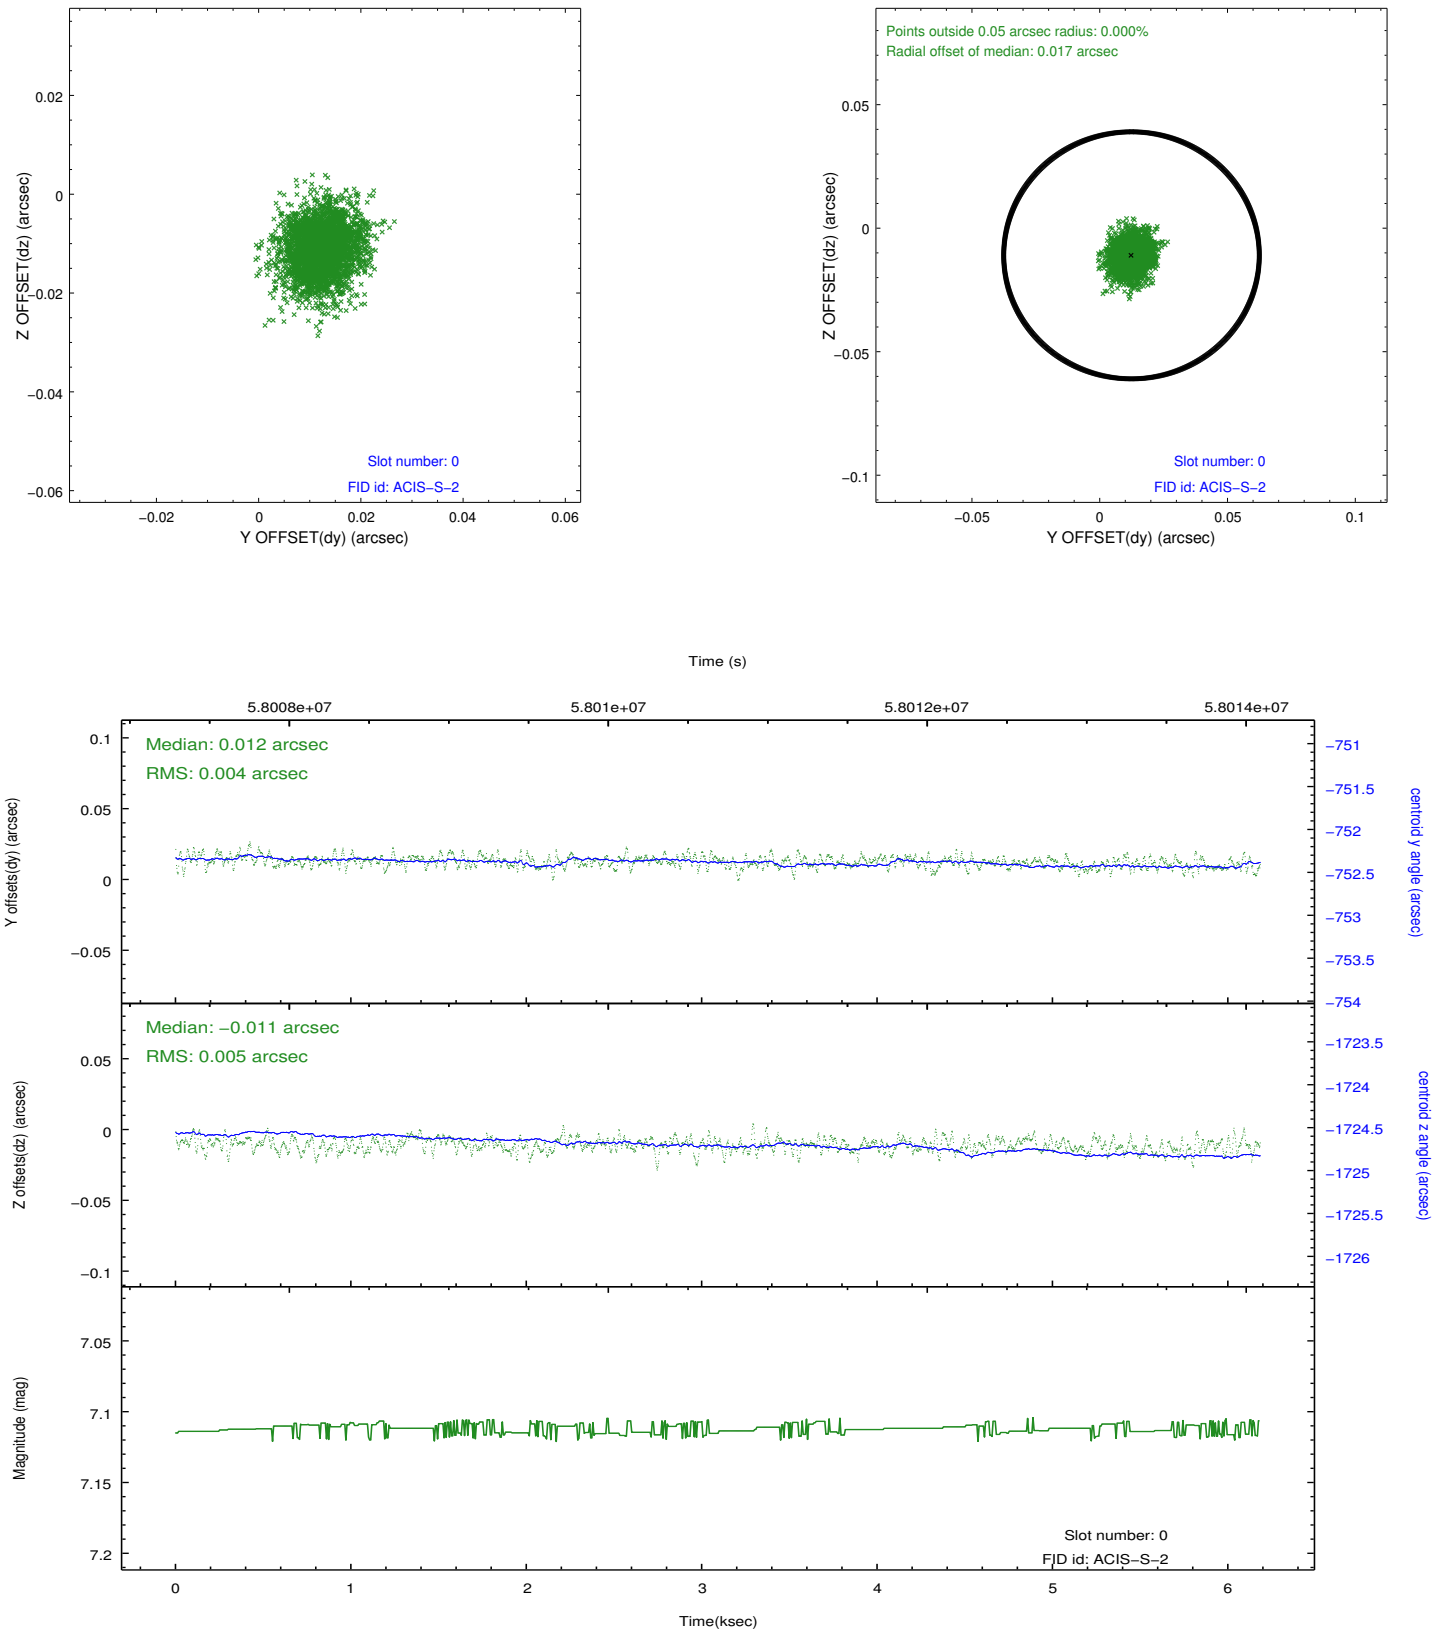 0.02
0
−0.02
−0.04
−0.06
Z OFFSET(dz) (arcsec)
Slot number: 0
FID id: ACIS−S−2
−0.02 0 0.02 0.04 0.06
Y OFFSET(dy) (arcsec)
Points outside 0.05 arcsec radius: 0.000%
Radial offset of median: 0.017 arcsec
0.05
0
−0.05
−0.1
Z OFFSET(dz) (arcsec)
Slot number: 0
FID id: ACIS−S−2
−0.05 0 0.05 0.1
Y OFFSET(dy) (arcsec)
Time (s)
5.8008e+07 5.801e+07 5.8012e+07 5.8014e+07
Median: 0.012 arcsec
RMS: 0.004 arcsec
0.1
0.05
0
−0.05
Y offsets(dy) (arcsec)
−751
−751.5
−752
−752.5
−753
−753.5
−754
centroid y angle (arcsec)
Median: −0.011 arcsec
RMS: 0.005 arcsec
0.05
0
−0.05
−0.1
Z offsets(dz) (arcsec)
−1723.5
−1724
−1724.5
−1725
−1725.5
−1726
centroid z angle (arcsec)
7.05
7.1
7.15
7.2
Magnitude (mag)
Slot number: 0
FID id: ACIS−S−2
0 1 2 3 4 5 6
Time(ksec)